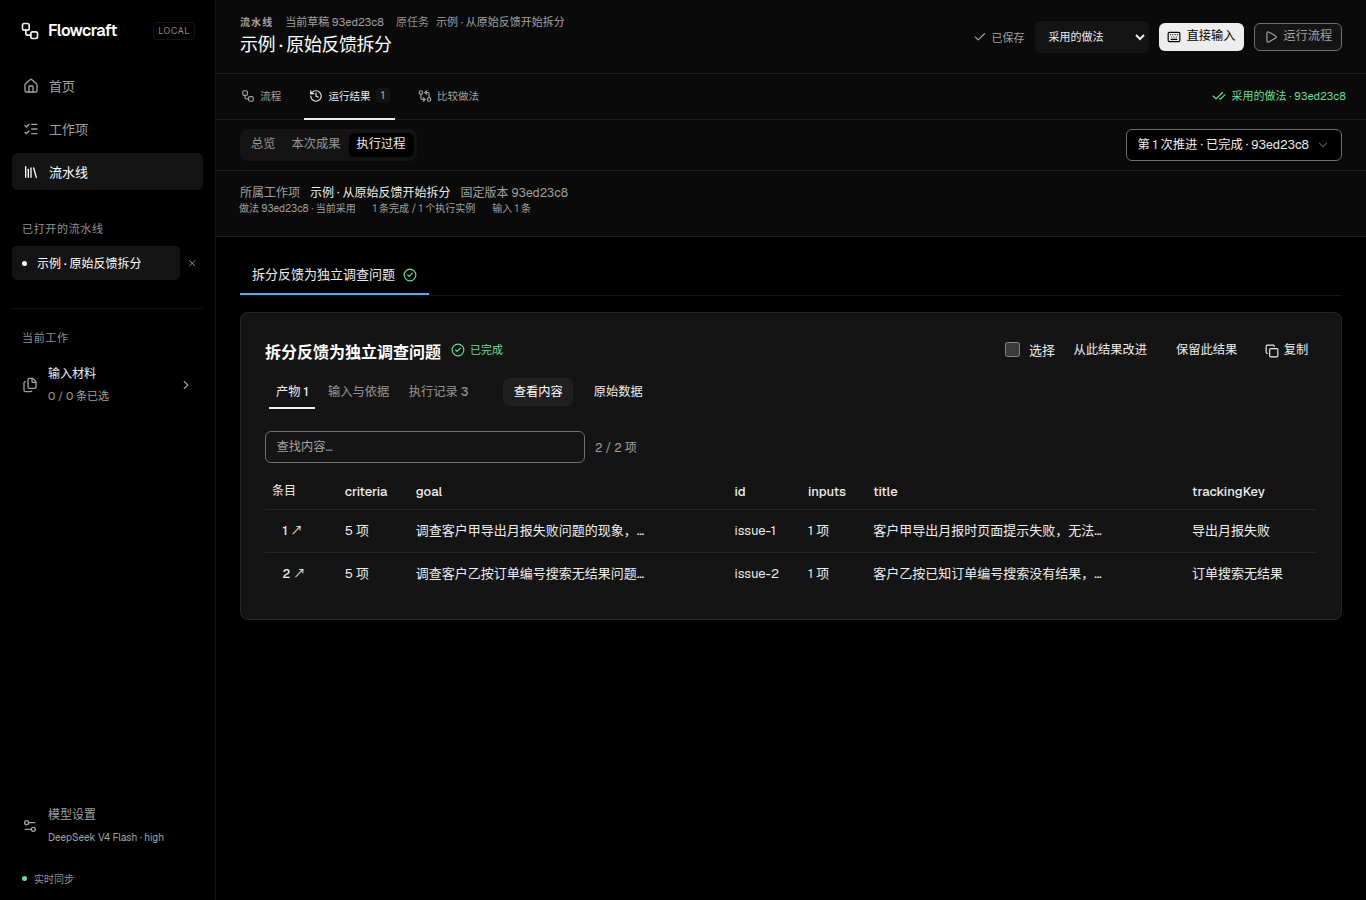 Flowcraft LOCAL
首页
工作项
流水线
已打开的流水线
示例 · 原始反馈拆分
当前工作
输入材料
0 / 0 条已选
模型设置
DeepSeek V4 Flash · high
实时同步
流水线 当前草稿 93ed23c8 原任务 示例 · 从原始反馈开始拆分
示例 · 原始反馈拆分
已保存 采用的做法 直接输入 运行流程
流程 运行结果 1 比较做法 采用的做法 · 93ed23c8
总览 本次成果 执行过程 第 1 次推进 · 已完成 · 93ed23c8
所属工作项 示例 · 从原始反馈开始拆分 固定版本 93ed23c8
做法 93ed23c8 · 当前采用 1 条完成 / 1 个执行实例 输入 1 条
拆分反馈为独立调查问题
拆分反馈为独立调查问题 已完成 选择 从此结果改进 保留此结果 复制
产物 1 输入与依据 执行记录 3 查看内容 原始数据
查找内容… 2 / 2 项
条目 criteria goal id inputs title trackingKey
1 ↗ 5 项 调查客户甲导出月报失败问题的现象，… issue-1 1 项 客户甲导出月报时页面提示失败，无法… 导出月报失败
2 ↗ 5 项 调查客户乙按订单编号搜索无结果问题… issue-2 1 项 客户乙按已知订单编号搜索没有结果，… 订单搜索无结果